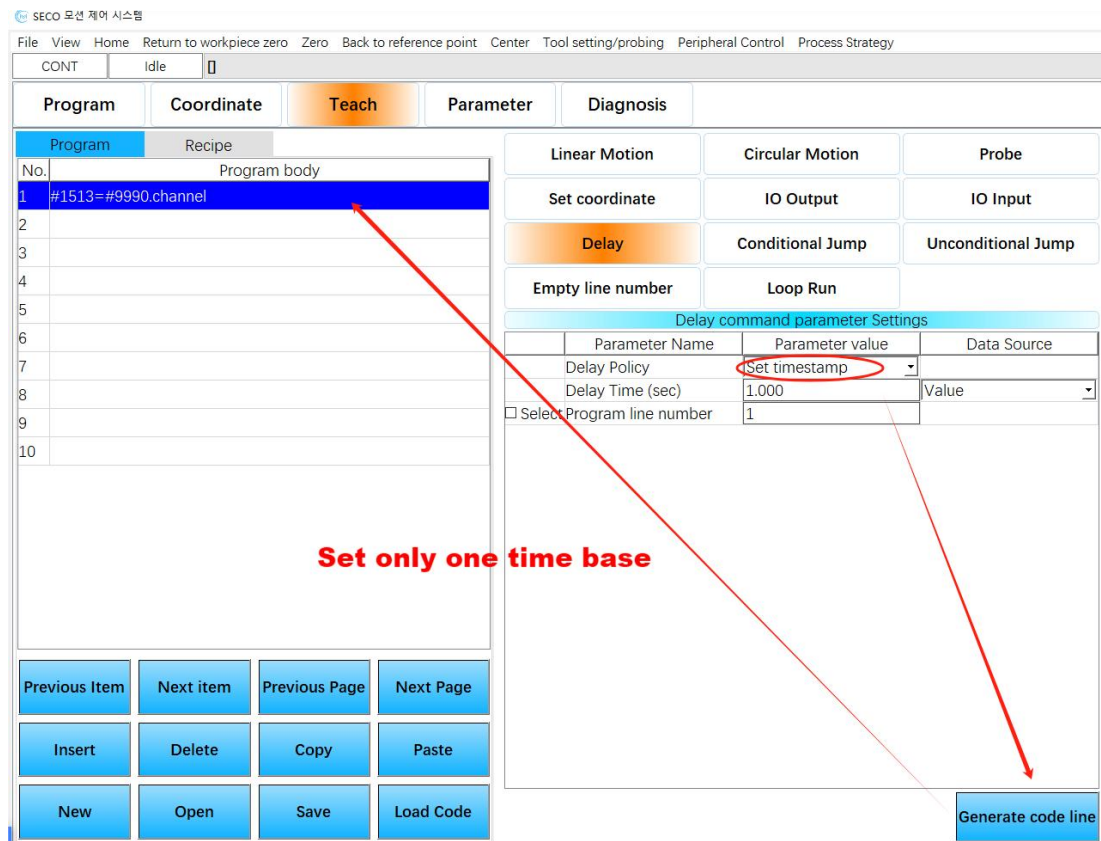 SECO 모션 제어 시스템
File View Home Return to workpiece zero Zero Back to reference point Center Tool setting/probing Peripheral Control Process Strategy
CONT Idle []
Program Coordinate Teach Parameter Diagnosis
Program Recipe
No. Program body
1 #1513=#9990.channel
2
3
4
5
6
7
8
9
10
Linear Motion Circular Motion Probe
Set coordinate IO Output IO Input
Delay Conditional Jump Unconditional Jump
Empty line number Loop Run
Delay command parameter Settings
Parameter Name Parameter value Data Source
Delay Policy Set timestamp
Delay Time (sec) 1.000 Value
Select Program line number 1
Set only one time base
Previous Item Next item Previous Page Next Page
Insert Delete Copy Paste
New Open Save Load Code
Generate code line